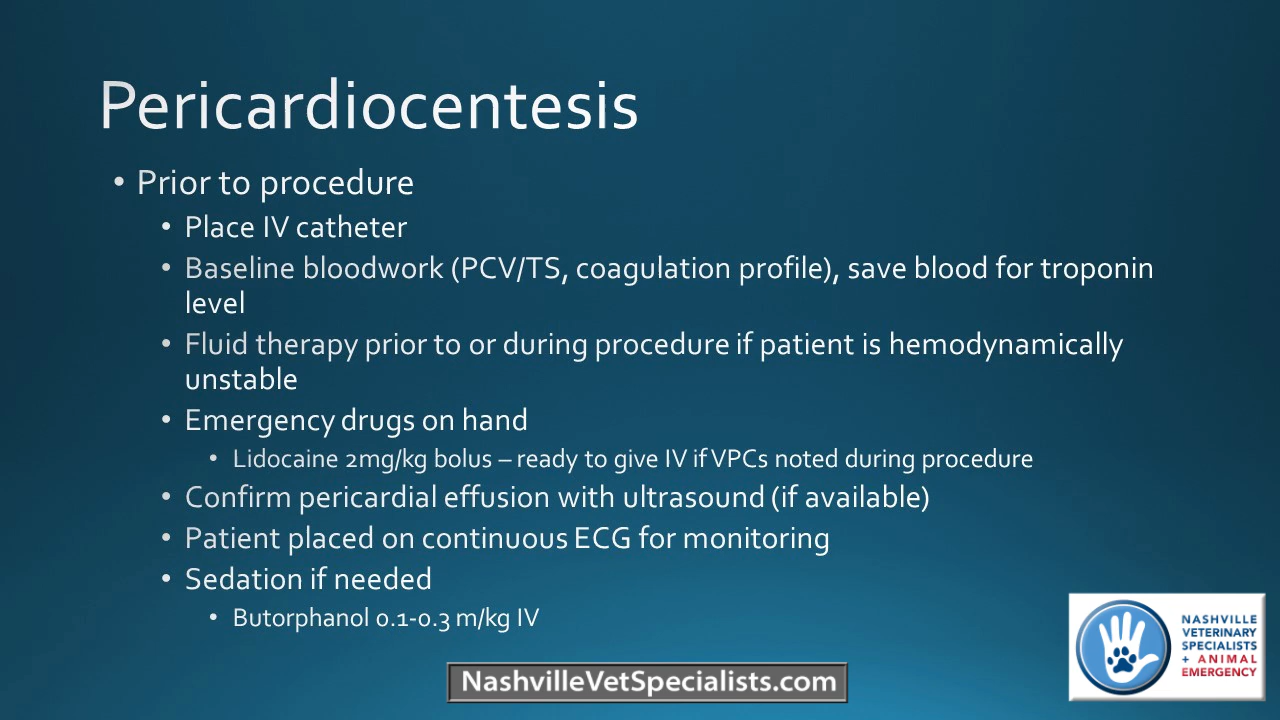 Pericardiocentesis
• Prior to procedure
• Place IV catheter
• Baseline bloodwork (PCV/TS, coagulation profile), save blood for troponin
level
• Fluid therapy prior to or during procedure if patient is hemodynamically
unstable
• Emergency drugs on hand
• Lidocaine 2mg/kg bolus – ready to give IV if VPCs noted during procedure
• Confirm pericardial effusion with ultrasound (if available)
• Patient placed on continuous ECG for monitoring
• Sedation if needed
• Butorphanol 0.1-0.3 m/kg IV
NASHVILLE
VETERINARY
SPECIALISTS
+ ANIMAL
EMERGENCY
NashvilleVetSpecialists.com